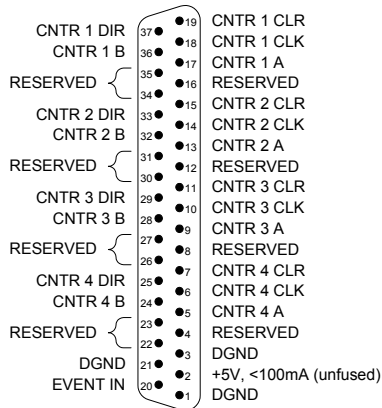 19 CNTR 1 CLR
CNTR 1 DIR 37
18 CNTR 1 CLK
CNTR 1 B 36
17 CNTR 1 A
35
RESERVED
16 RESERVED
34
15 CNTR 2 CLR
CNTR 2 DIR 33
14 CNTR 2 CLK
CNTR 2 B 32
13 CNTR 2 A
31
RESERVED
12 RESERVED
30
11 CNTR 3 CLR
CNTR 3 DIR 29
10 CNTR 3 CLK
CNTR 3 B 28
9 CNTR 3 A
27
RESERVED
8 RESERVED
26
7 CNTR 4 CLR
CNTR 4 DIR 25
6 CNTR 4 CLK
CNTR 4 B 24
5 CNTR 4 A
23
RESERVED
4 RESERVED
22
3 DGND
DGND 21
2 +5V, <100mA (unfused)
EVENT IN 20
1 DGND